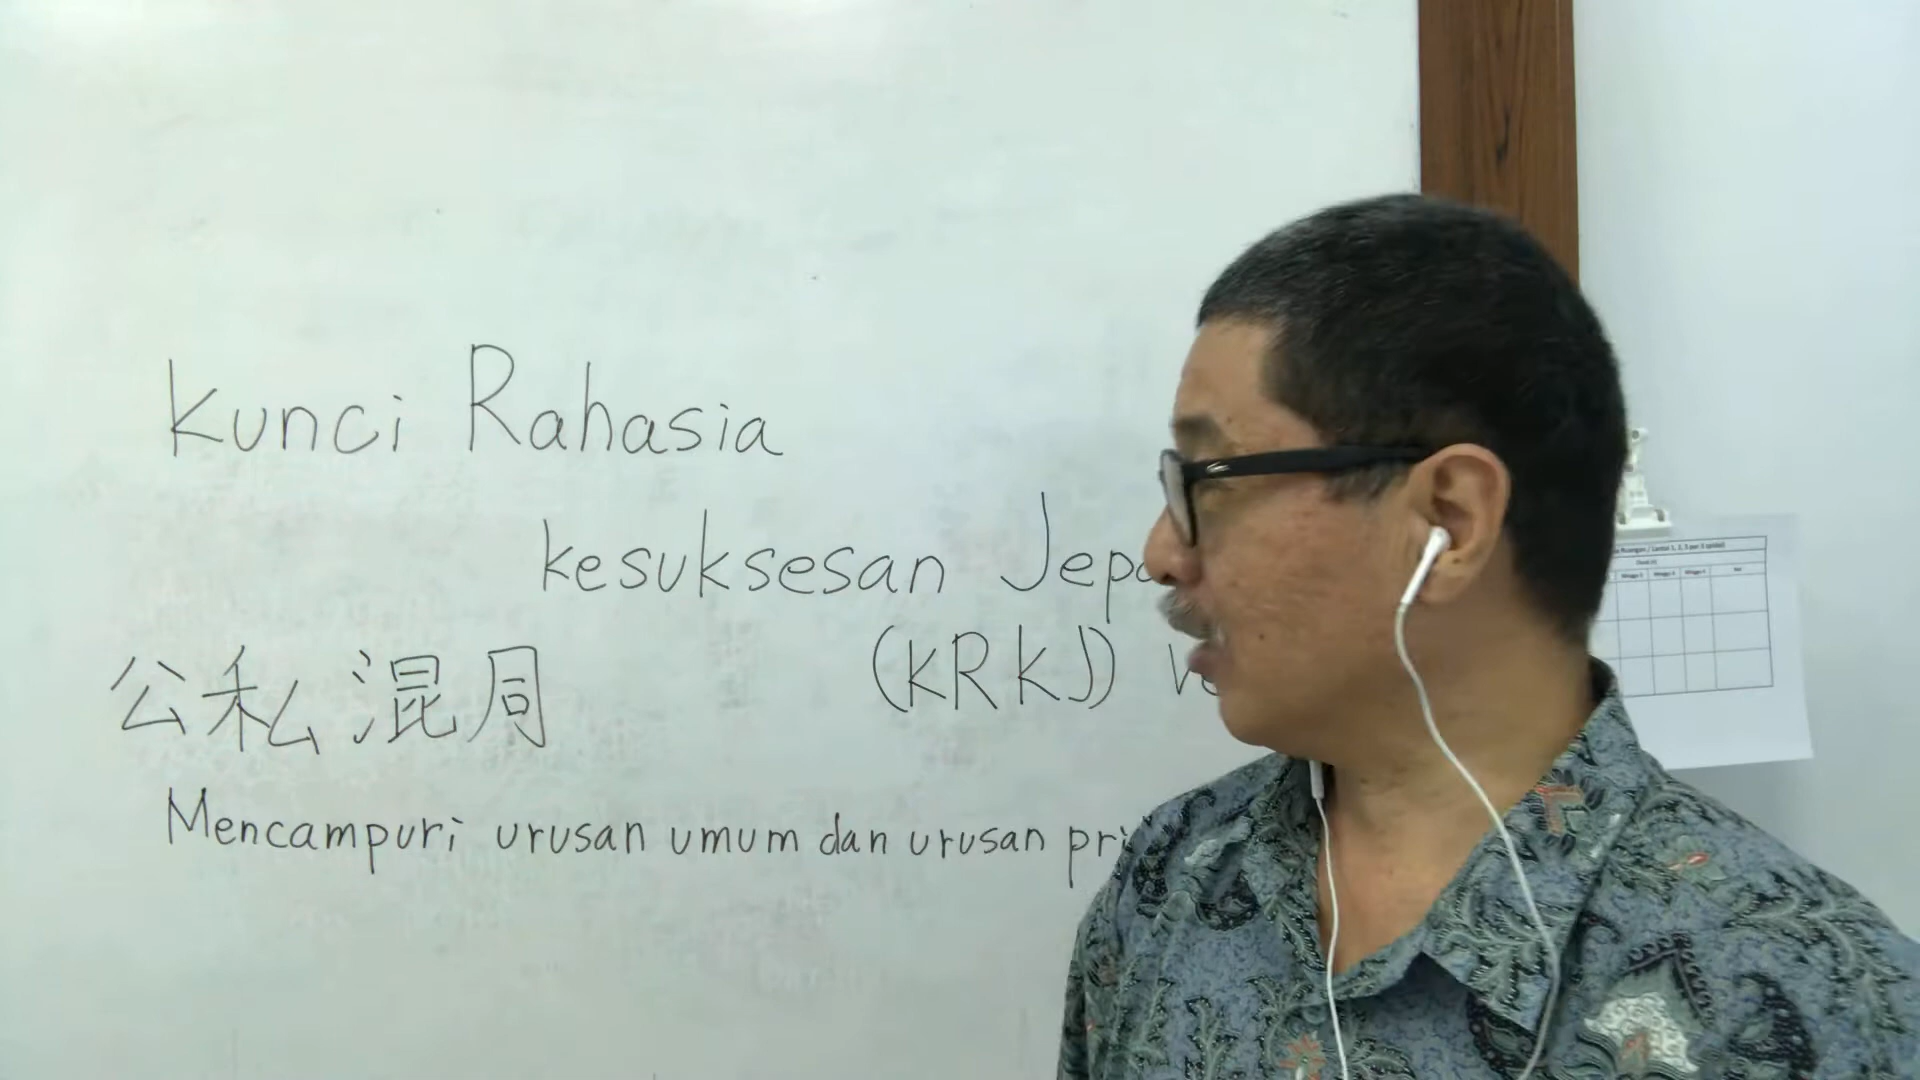 Kunci Rahasia
kesuksesan
(KRKJ)
公私混同
Mencampuri urusan umum dan urusan